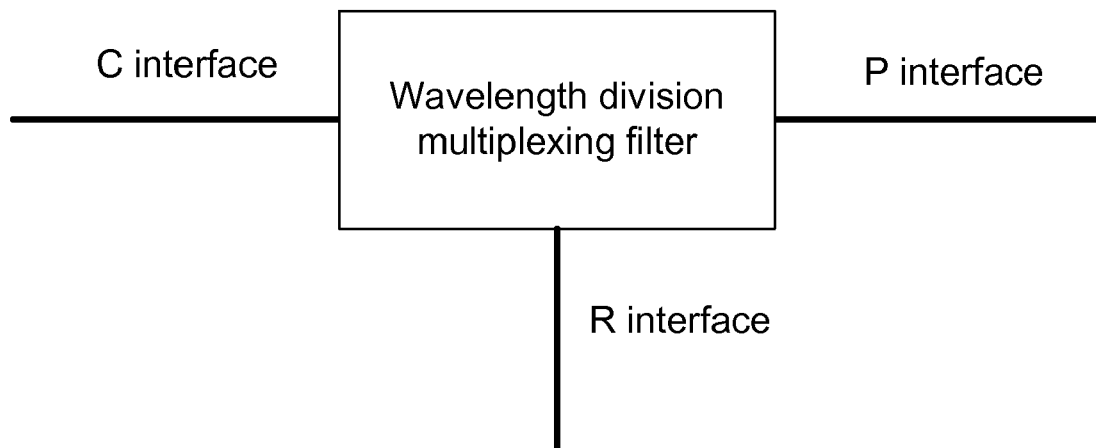 C interface
Wavelength division
multiplexing filter
P interface
R interface